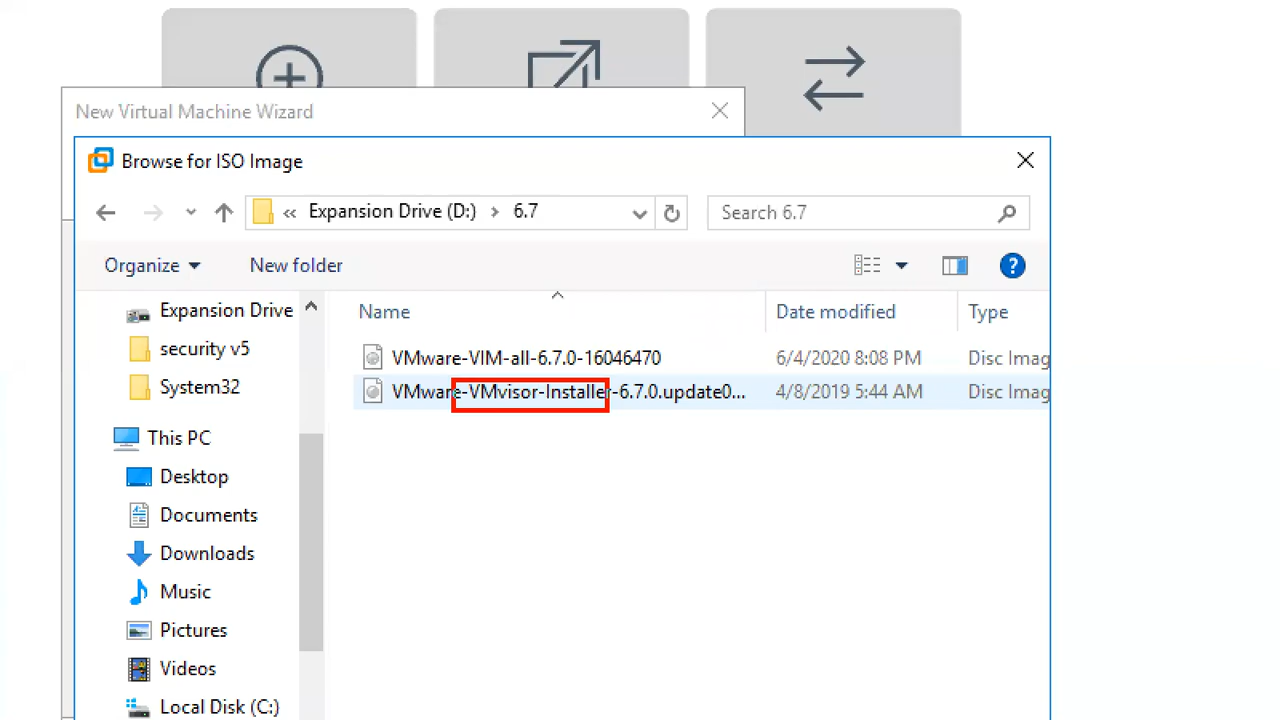 New Virtual Machine Wizard
Browse for ISO Image
« Expansion Drive (D:) > 6.7
Search 6.7
Organize
New folder
?
Name
Date modified
Type
VMware-VIM-all-6.7.0-16046470
6/4/2020 8:08 PM
Disc Imag
VMware-VMvisor-Installer-6.7.0.update0...
4/8/2019 5:44 AM
Disc Imag
Expansion Drive
security v5
System32
This PC
Desktop
Documents
Downloads
Music
Pictures
Videos
Local Disk (C:)